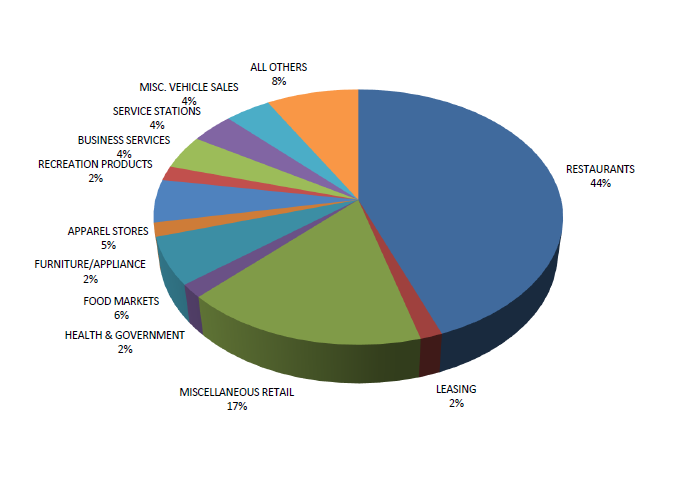 ALL OTHERS
8%
MISC. VEHICLE SALES
4%
SERVICE STATIONS
4%
BUSINESS SERVICES
4%
RECREATION PRODUCTS
2%
APPAREL STORES
5%
FURNITURE/APPLIANCE
2%
FOOD MARKETS
6%
HEALTH & GOVERNMENT
2%
MISCELLANEOUS RETAIL
17%
LEASING
2%
RESTAURANTS
44%